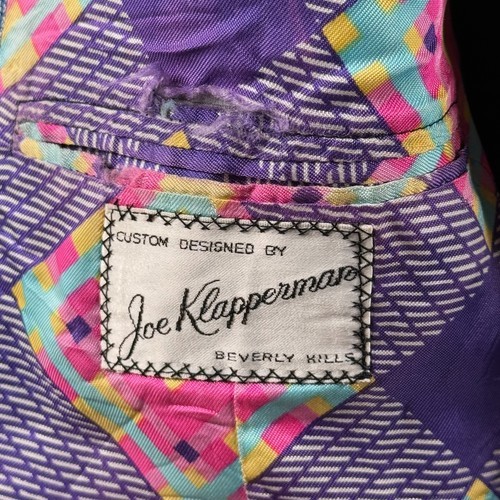 CUSTOM DESIGNED BY
Joe Klapperman
BEVERLY HILLS